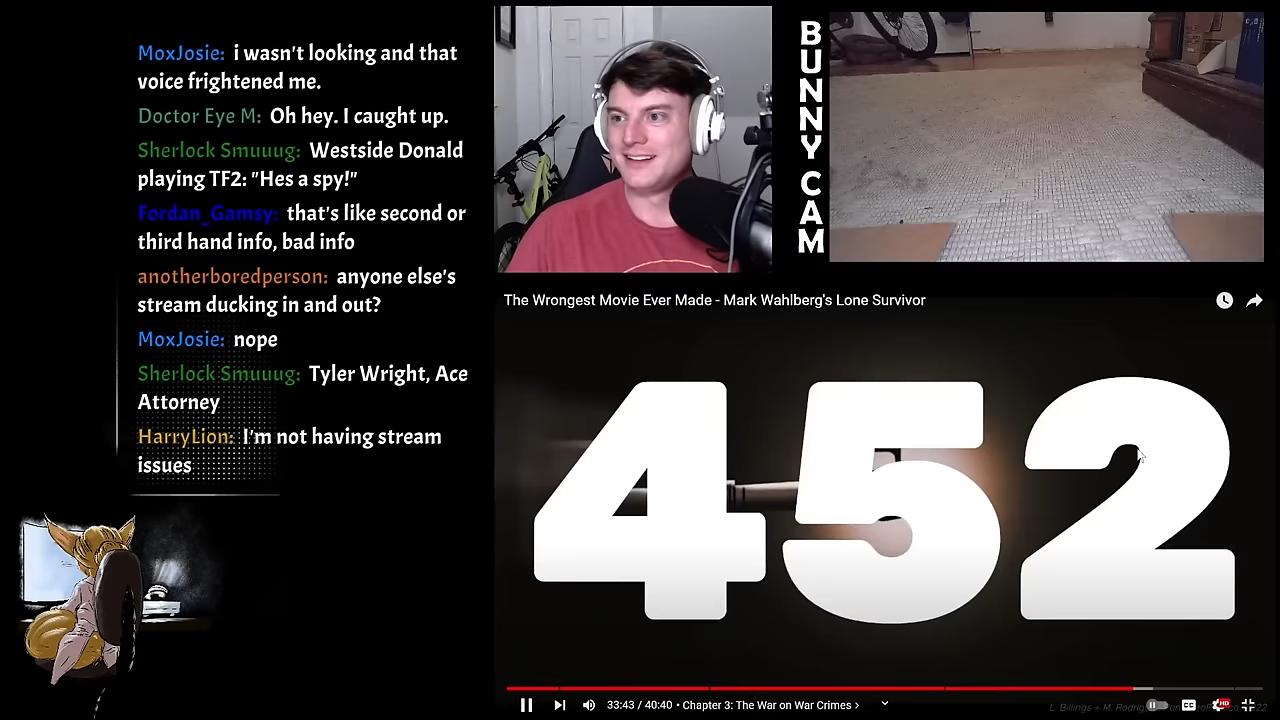 MoxJosie: i wasn't looking and that
voice frightened me.
Doctor Eye M: Oh hey. I caught up.
Sherlock Smuuug: Westside Donald
playing TF2: "Hes a spy!"
Fordan_Gamsy: that's like second or
third hand info, bad info
anotherboredperson: anyone else's
stream ducking in and out?
MoxJosie: nope
Sherlock Smuuug: Tyler Wright, Ace
Attorney
HarryLion: I'm not having stream
issues
BUNNY CAM
The Wrongest Movie Ever Made - Mark Wahlberg's Lone Survivor
452
33:43 / 40:40 • Chapter 3: The War on War Crimes >
CC
HD